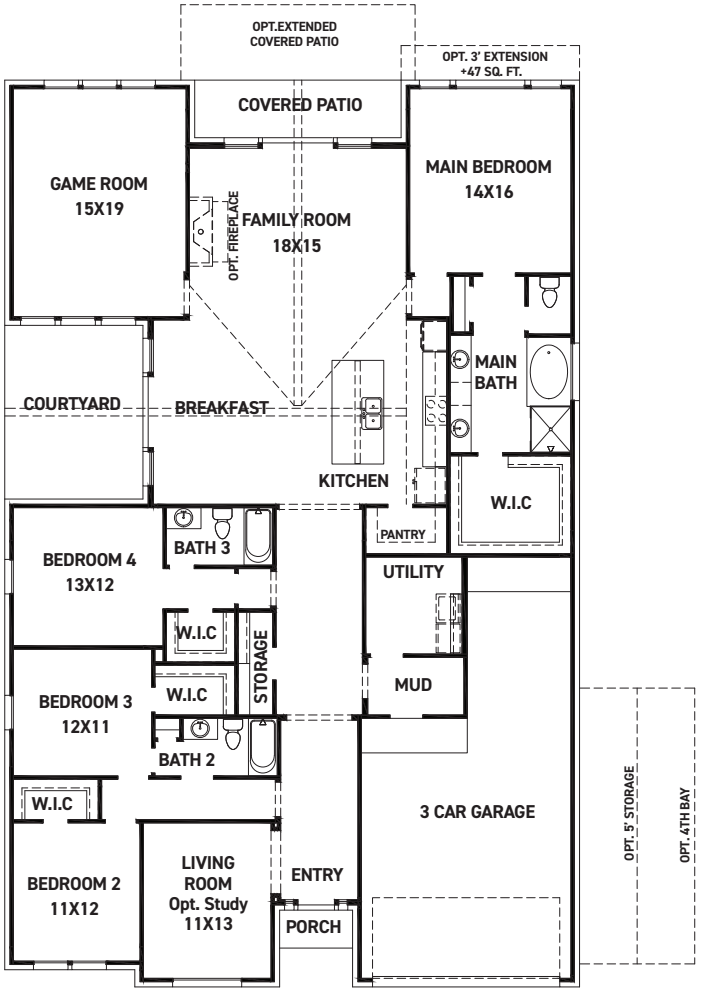 OPT.EXTENDED
COVERED PATIO
OPT. 3' EXTENSION
+47 SQ. FT.
COVERED PATIO
GAME ROOM
15X19
OPT. FIREPLACE
FAMILY ROOM
18X15
MAIN BEDROOM
14X16
MAIN
BATH
COURTYARD
BREAKFAST
KITCHEN
W.I.C
PANTRY
BEDROOM 4
13X12
BATH 3
UTILITY
W.I.C
STORAGE
MUD
BEDROOM 3
12X11
W.I.C
BATH 2
W.I.C
3 CAR GARAGE
OPT. 5' STORAGE
OPT. 4TH BAY
BEDROOM 2
11X12
LIVING
ROOM
Opt. Study
11X13
ENTRY
PORCH